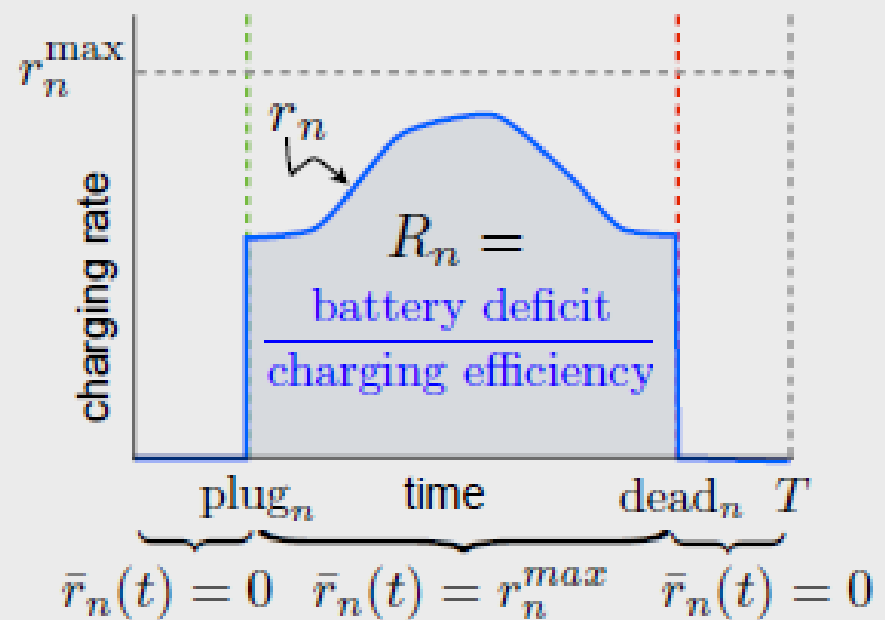 r_n^max
r_n
charging rate
R_n =
battery deficit
charging efficiency
plug_n time dead_n T
r̄_n(t) = 0 r̄_n(t) = r_n^max r̄_n(t) = 0